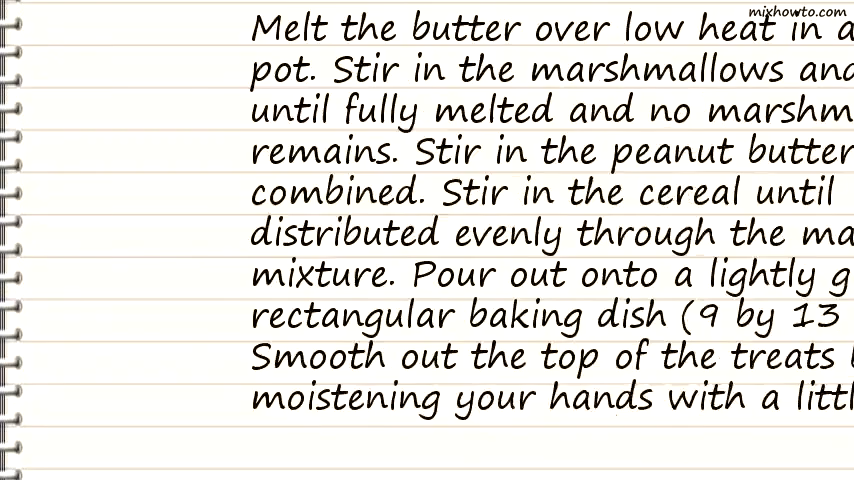 mixhowto.com
Melt the butter over low heat in a
pot. Stir in the marshmallows and
until fully melted and no marshm
remains. Stir in the peanut butter
combined. Stir in the cereal until
distributed evenly through the ma
mixture. Pour out onto a lightly g
rectangular baking dish (9 by 13
Smooth out the top of the treats b
moistening your hands with a littl